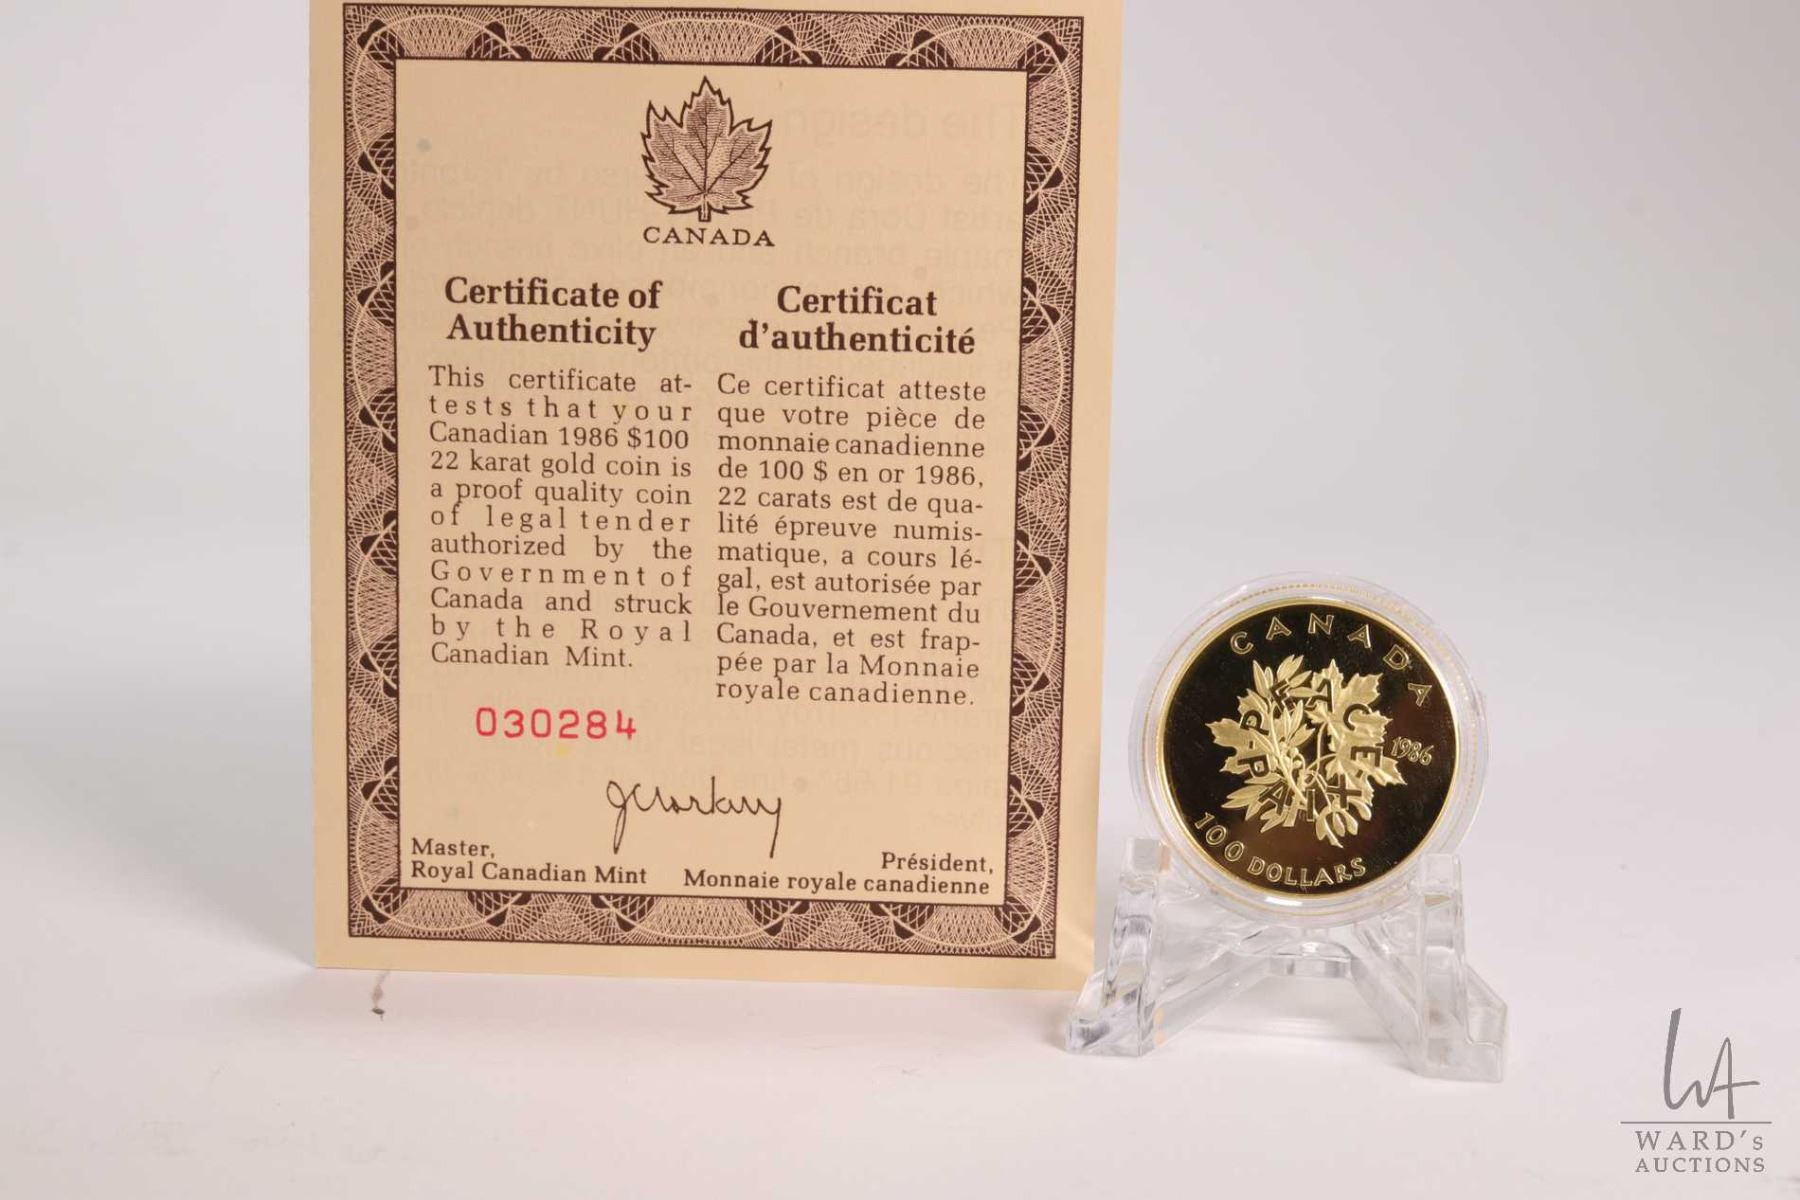 CANADA
Certificate of
Authenticity
This certificate at-
tests that your
Canadian 1986 $100
22 karat gold coin is
a proof quality coin
of legal tender
authorized by the
Government of
Canada and struck
by the Royal
Canadian Mint.
030284
Certificat
d'authenticité
Ce certificat atteste
que votre pièce de
monnaie canadienne
de 100 $ en or 1986,
22 carats est de qua-
lité épreuve numis-
matique, a cours lé-
gal, est autorisée par
le Gouvernement du
Canada, et est frap-
pée par la Monnaie
royale canadienne.
Master,
Royal Canadian Mint
Président,
Monnaie royale canadienne
CANADA
PEACE
PAIX
1986
100 DOLLARS
WA
WARD's
AUCTIONS